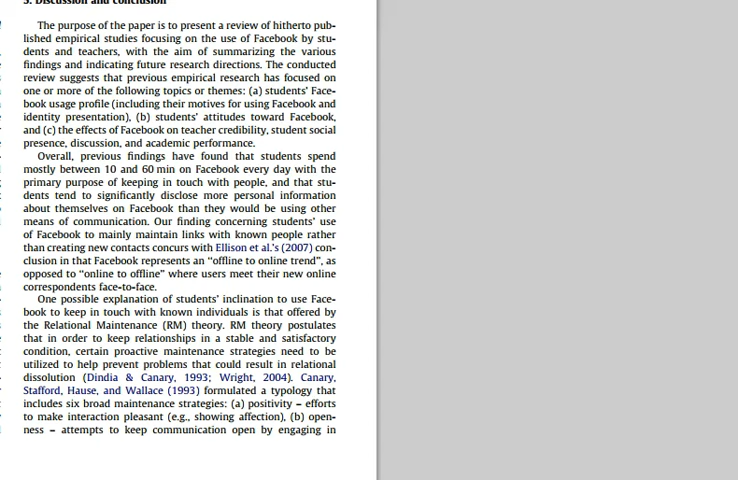 5. Discussion and conclusion
The purpose of the paper is to present a review of hitherto pub-
lished empirical studies focusing on the use of Facebook by stu-
dents and teachers, with the aim of summarizing the various
findings and indicating future research directions. The conducted
review suggests that previous empirical research has focused on
one or more of the following topics or themes: (a) students' Face-
book usage profile (including their motives for using Facebook and
identity presentation), (b) students' attitudes toward Facebook,
and (c) the effects of Facebook on teacher credibility, student social
presence, discussion, and academic performance.
Overall, previous findings have found that students spend
mostly between 10 and 60 min on Facebook every day with the
primary purpose of keeping in touch with people, and that stu-
dents tend to significantly disclose more personal information
about themselves on Facebook than they would be using other
means of communication. Our finding concerning students' use
of Facebook to mainly maintain links with known people rather
than creating new contacts concurs with Ellison et al.'s (2007) con-
clusion in that Facebook represents an "offline to online trend", as
opposed to "online to offline" where users meet their new online
correspondents face-to-face.
One possible explanation of students' inclination to use Face-
book to keep in touch with known individuals is that offered by
the Relational Maintenance (RM) theory. RM theory postulates
that in order to keep relationships in a stable and satisfactory
condition, certain proactive maintenance strategies need to be
utilized to help prevent problems that could result in relational
dissolution (Dindia & Canary, 1993; Wright, 2004). Canary,
Stafford, Hause, and Wallace (1993) formulated a typology that
includes six broad maintenance strategies: (a) positivity – efforts
to make interaction pleasant (e.g., showing affection), (b) open-
ness – attempts to keep communication open by engaging in